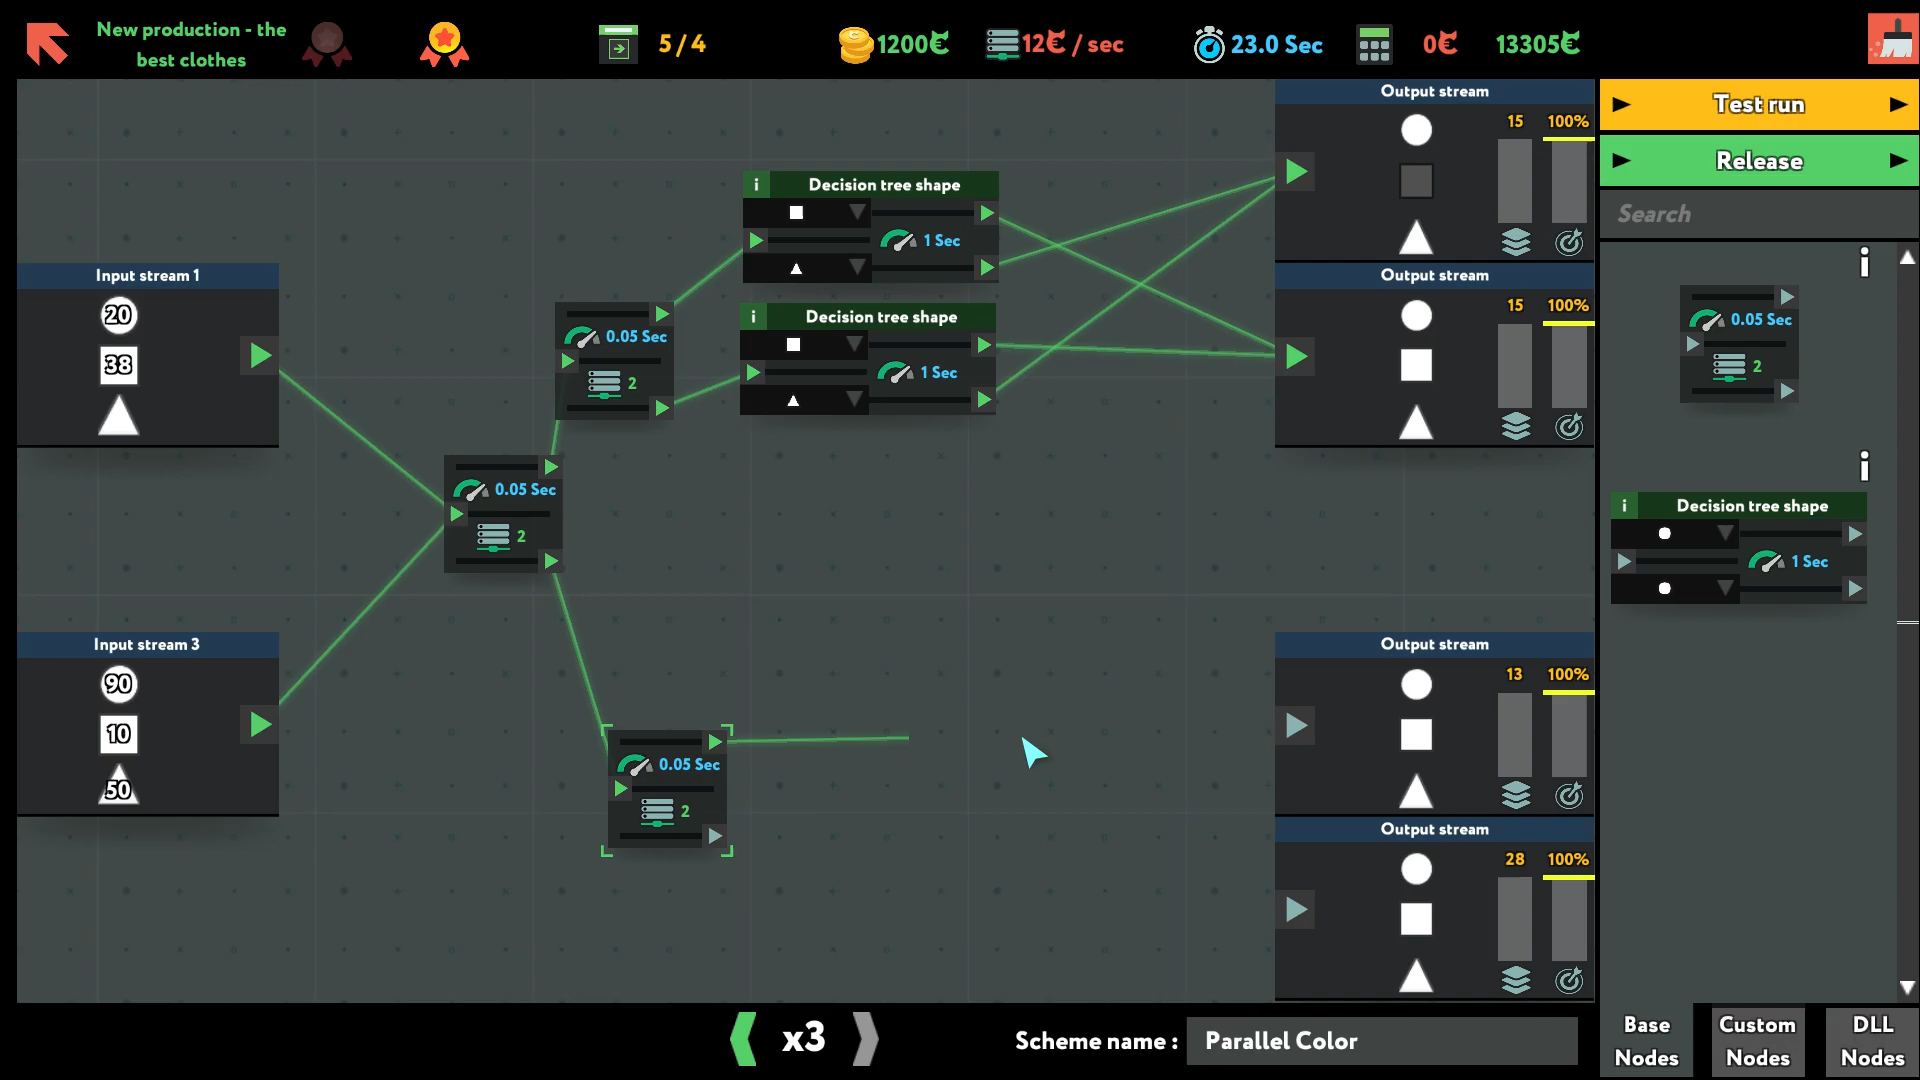 New production - the
best clothes
5 / 4
1200€
12€ / sec
23.0 Sec
0€
13305€
Test run
Release
Search
Input stream 1
20
38
Input stream 3
90
10
50
0.05 Sec
2
0.05 Sec
2
0.05 Sec
2
i Decision tree shape
1 Sec
i Decision tree shape
1 Sec
Output stream
15 100%
Output stream
15 100%
Output stream
13 100%
Output stream
28 100%
i
0.05 Sec
2
i
i Decision tree shape
1 Sec
x3
Scheme name : Parallel Color
Base
Nodes
Custom
Nodes
DLL
Nodes